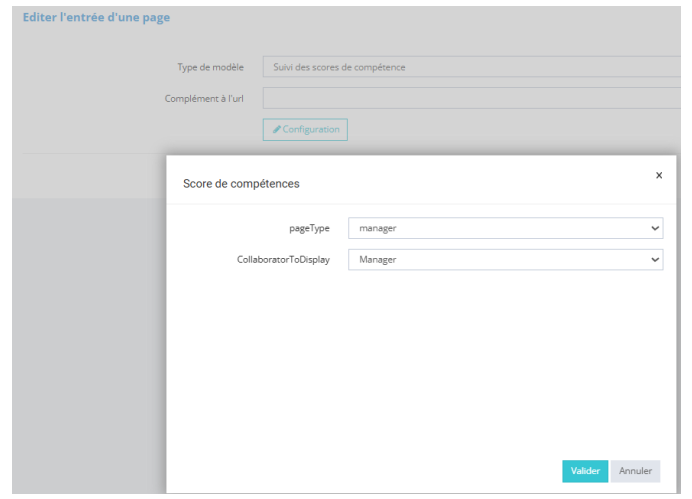 Editer l'entrée d'une page
Type de modèle Suivi des scores de compétence
Complément à l'url
Configuration
Score de compétences x
pageType manager
CollaboratorToDisplay Manager
Valider Annuler